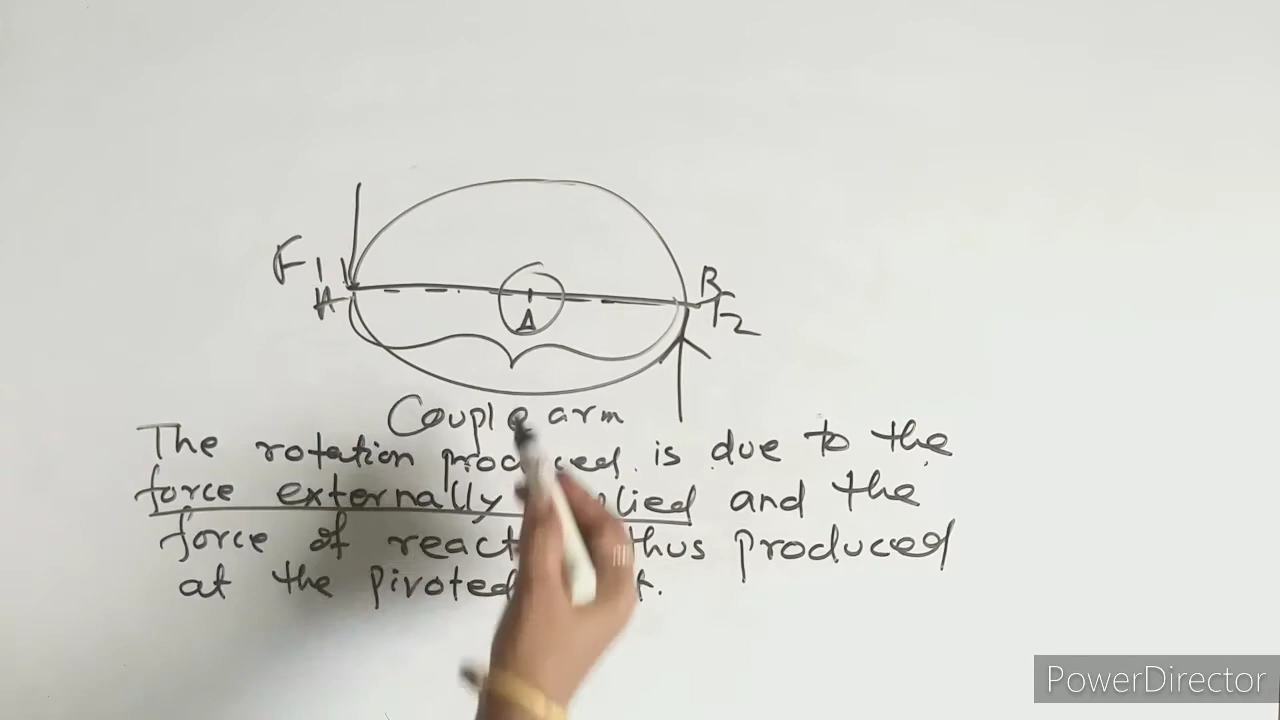 F1
A
B
F2
A
Couple arm
The rotation produced is due to the
force externally and the
force of thus produced
at the pivoted
PowerDirector